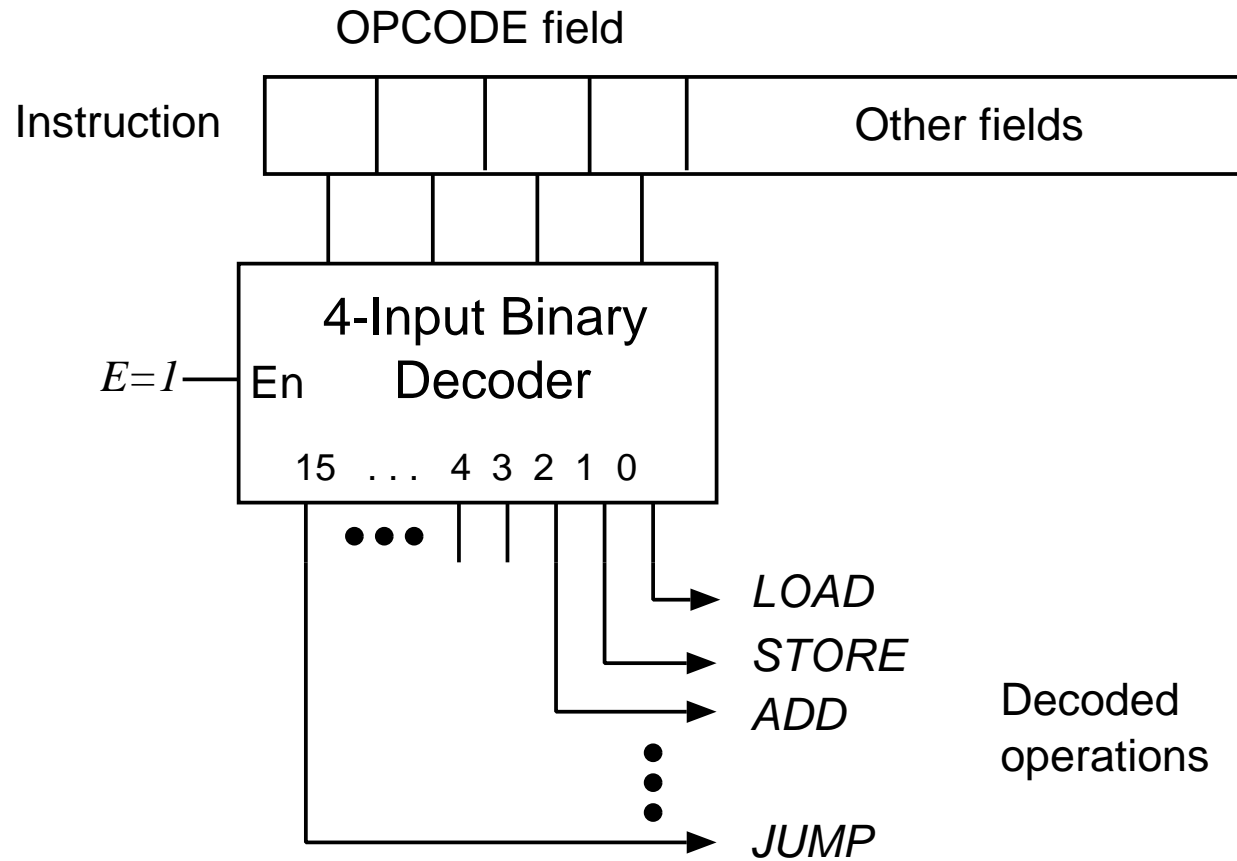 OPCODE field
Instruction
Other fields
4-Input Binary
Decoder
E=1
En
15 . . . 4 3 2 1 0
LOAD
STORE
ADD
Decoded
operations
JUMP